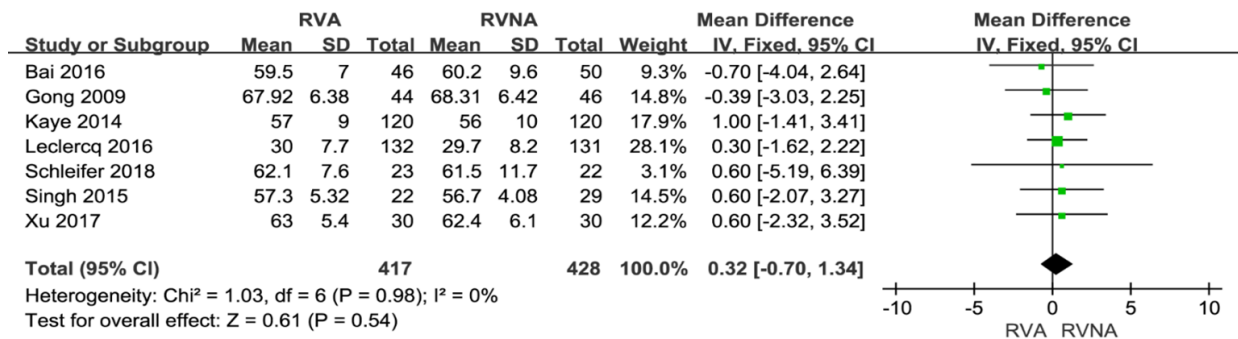 RVA RVNA Mean Difference Mean Difference
Study or Subgroup Mean SD Total Mean SD Total Weight IV, Fixed, 95% CI IV, Fixed, 95% CI
Bai 2016 59.5 7 46 60.2 9.6 50 9.3% -0.70 [-4.04, 2.64]
Gong 2009 67.92 6.38 44 68.31 6.42 46 14.8% -0.39 [-3.03, 2.25]
Kaye 2014 57 9 120 56 10 120 17.9% 1.00 [-1.41, 3.41]
Leclercq 2016 30 7.7 132 29.7 8.2 131 28.1% 0.30 [-1.62, 2.22]
Schleifer 2018 62.1 7.6 23 61.5 11.7 22 3.1% 0.60 [-5.19, 6.39]
Singh 2015 57.3 5.32 22 56.7 4.08 29 14.5% 0.60 [-2.07, 3.27]
Xu 2017 63 5.4 30 62.4 6.1 30 12.2% 0.60 [-2.32, 3.52]
Total (95% CI) 417 428 100.0% 0.32 [-0.70, 1.34]
Heterogeneity: Chi² = 1.03, df = 6 (P = 0.98); I² = 0%
Test for overall effect: Z = 0.61 (P = 0.54)
-10 -5 0 5 10
RVA RVNA